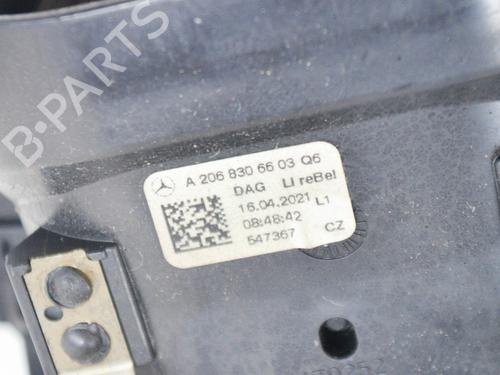 B-PARTS
A 206 830 66 03 Q6
DAG LI reBel
16.04.2021 L1
08:48:42
547367 CZ